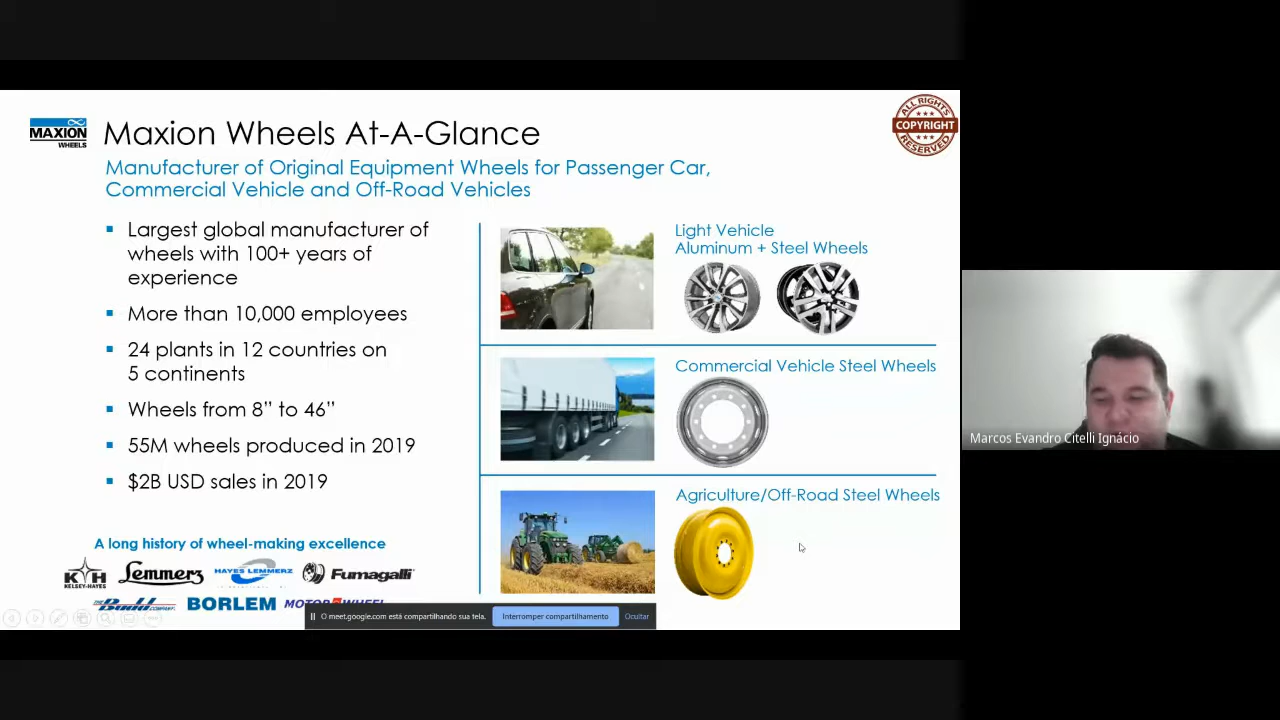 MAXION
WHEELS
Maxion Wheels At-A-Glance
Manufacturer of Original Equipment Wheels for Passenger Car,
Commercial Vehicle and Off-Road Vehicles
ALL RIGHTS
COPYRIGHT
RESERVED
▪ Largest global manufacturer of
wheels with 100+ years of
experience
▪ More than 10,000 employees
▪ 24 plants in 12 countries on
5 continents
▪ Wheels from 8” to 46”
▪ 55M wheels produced in 2019
▪ $2B USD sales in 2019
Light Vehicle
Aluminum + Steel Wheels
Commercial Vehicle Steel Wheels
Agriculture/Off-Road Steel Wheels
A long history of wheel-making excellence
KH
KELSEY-HAYES
Lemmerz
HAYES LEMMERZ
Fumagalli
THE Budd COMPANY
BORLEM
MOTOR WHEEL
O meet.google.com está compartilhando sua tela.
Interromper compartilhamento
Ocultar
Marcos Evandro Citelli Ignácio